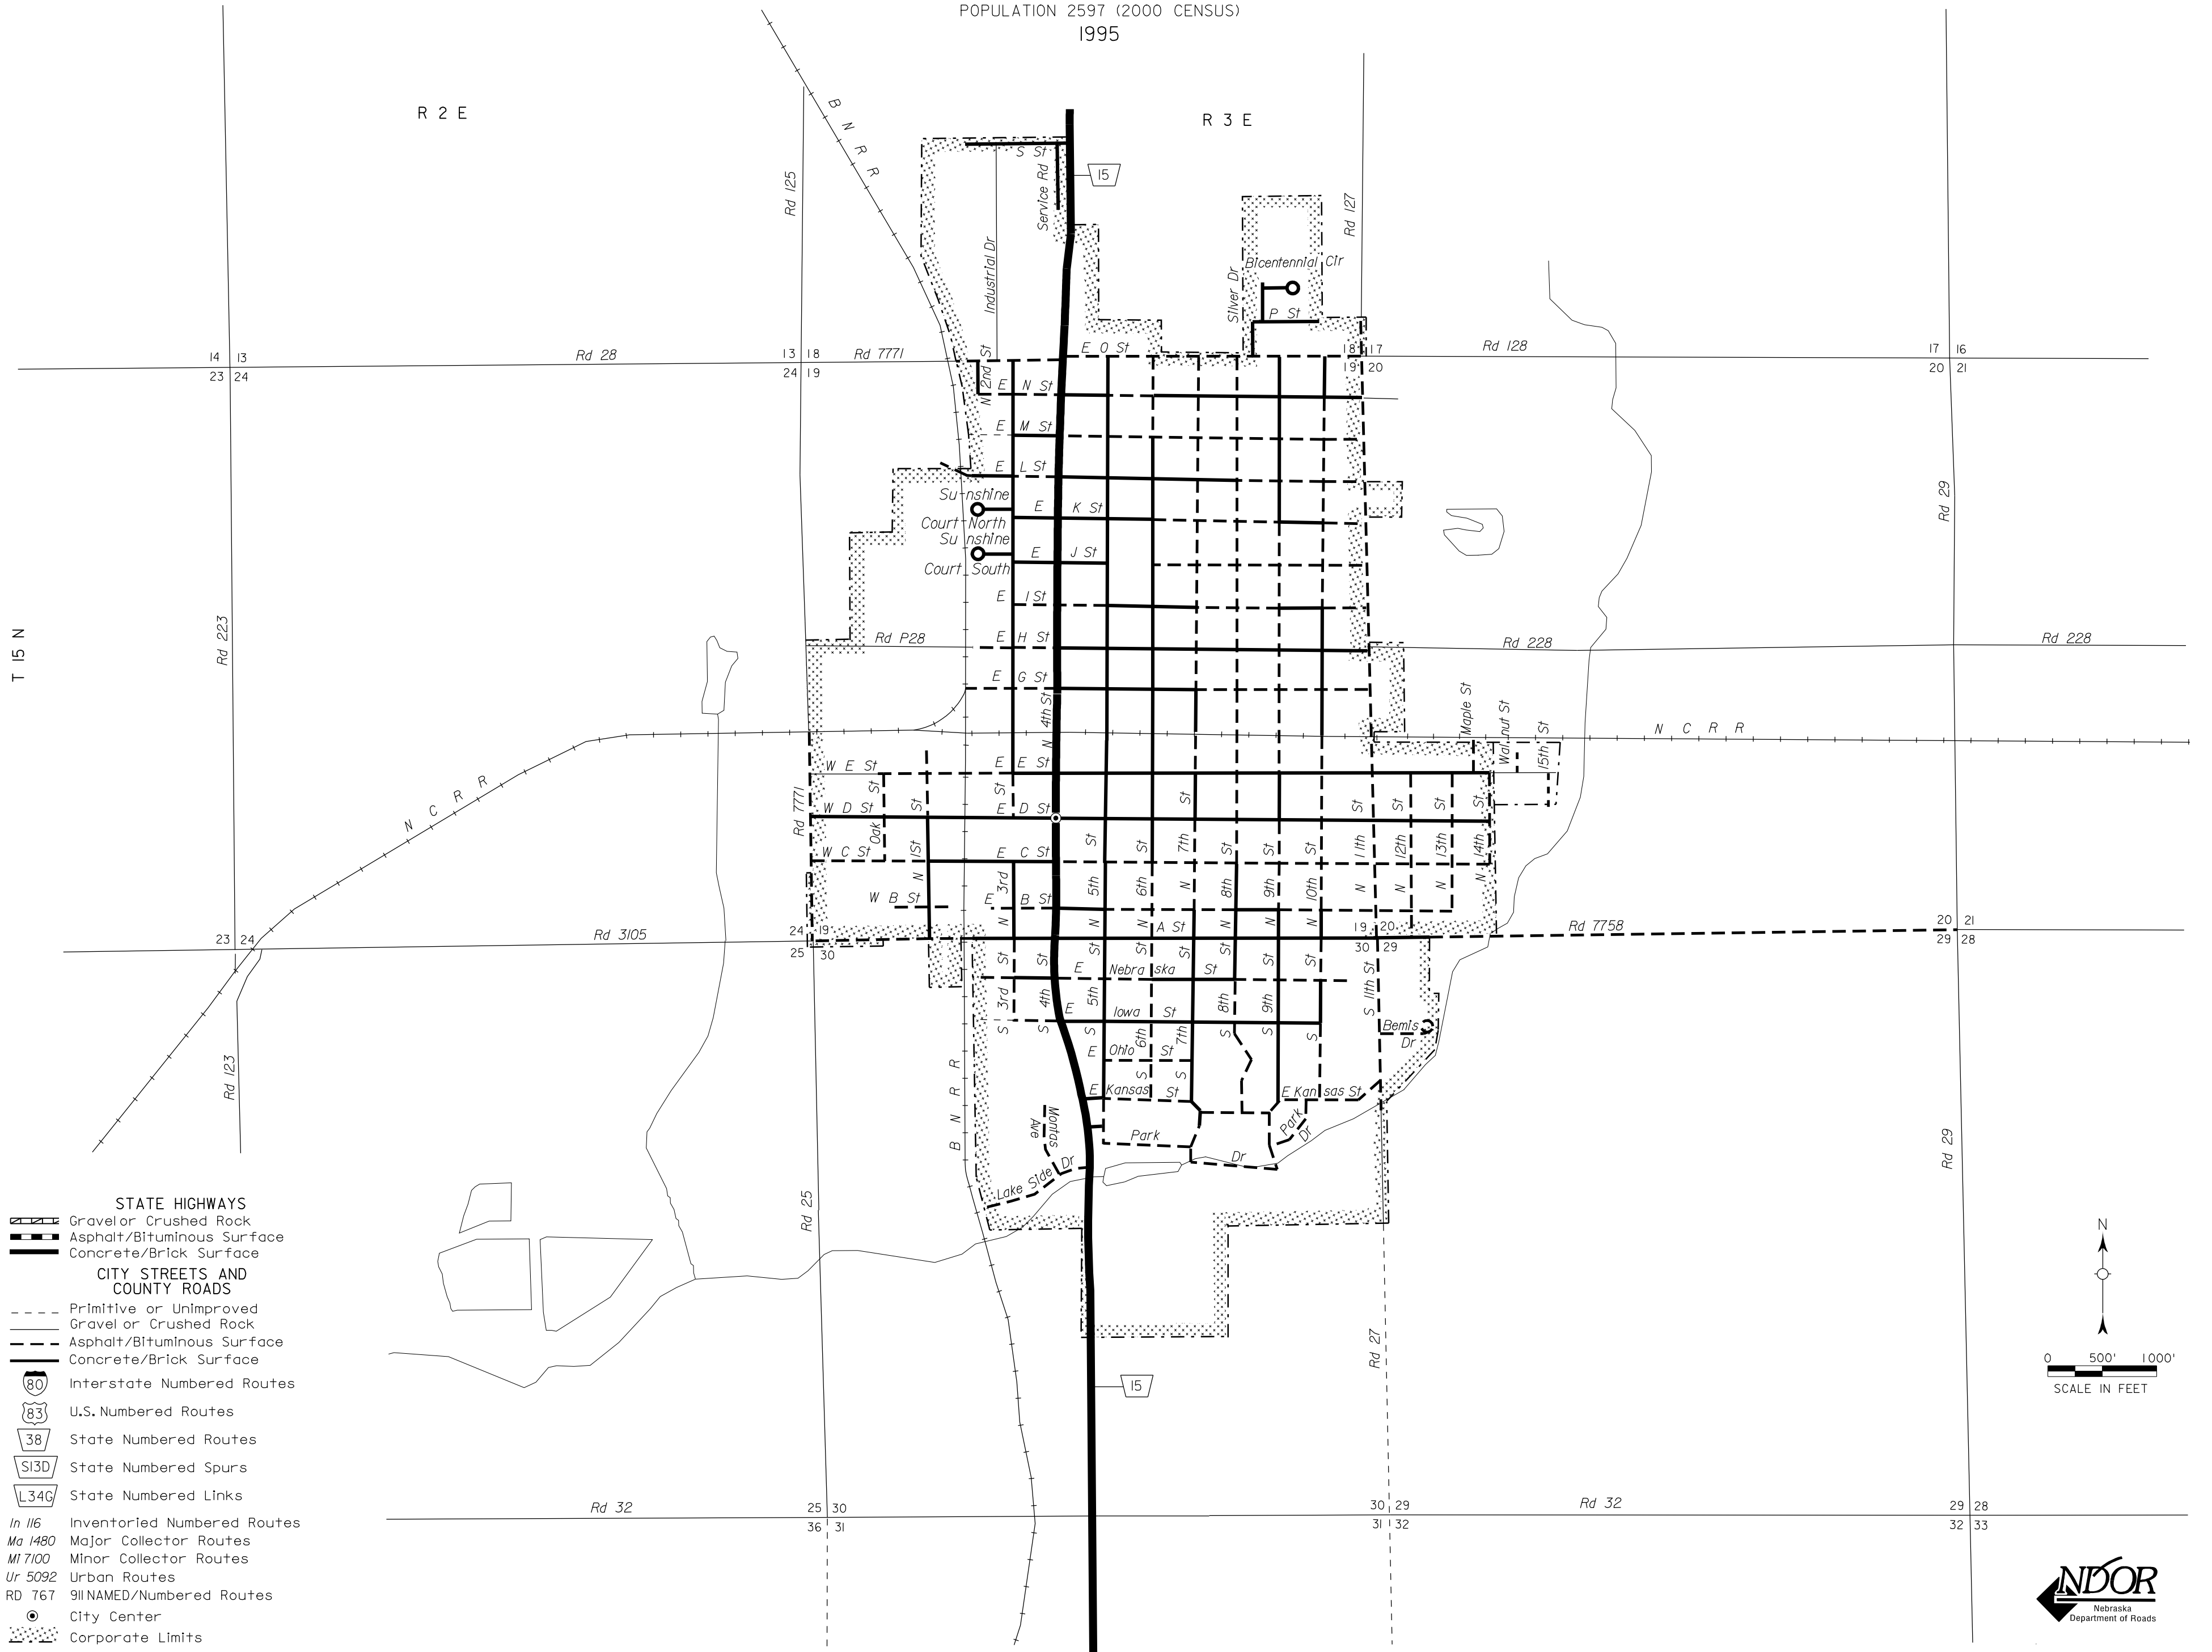 POPULATION 2597 (2000 CENSUS)
1995
R 2 E
R 3 E
T 15 N
BNRR
Rd 125
Rd 127
S St
Service Rd
15
Industrial Dr
Silver Dr
Bicentennial Cir
P St
14 13
23 24
Rd 28
13 18
24 19
Rd 7771
E O St
18 17
19 20
Rd 128
17 16
20 21
N 2nd St
E N St
E M St
E L St
Sunshine
Court North
E K St
Sunshine
Court South
E J St
E I St
Rd 223
Rd 29
Rd P28
E H St
Rd 228
Rd 228
E G St
N 4th St
Maple St
Walnut St
15th St
N C R R
N C R R
W E St
E E St
Rd 7771
W D St
E D St
Oak St
W C St
E C St
N 1St St
N 3rd St
N 5th St
N 6th St
N 7th St
N 8th St
N 9th St
N 10th St
N 11th St
N 12th St
N 13th St
N 14th St
W B St
E B St
A St
23 24
Rd 3105
24 19
25 30
19 20
30 29
Rd 7758
20 21
29 28
E Nebraska St
S 3rd St
S 4th St
S 5th St
S 6th St
S 7th St
S 8th St
S 9th St
S St
S 11th St
E Iowa St
Bemis
Dr
E Ohio St
E Kansas St
E Kansas St
Rd 123
BNRR
Montas
Ave
Park
Dr
Park
Dr
Lake Side Dr
Rd 25
Rd 29
Rd 27
15
Rd 32
25 30
36 31
30 29
31 32
Rd 32
29 28
32 33
STATE HIGHWAYS
Gravel or Crushed Rock
Asphalt/Bituminous Surface
Concrete/Brick Surface
CITY STREETS AND
COUNTY ROADS
Primitive or Unimproved
Gravel or Crushed Rock
Asphalt/Bituminous Surface
Concrete/Brick Surface
80 Interstate Numbered Routes
83 U.S. Numbered Routes
38 State Numbered Routes
S13D State Numbered Spurs
L34G State Numbered Links
In 116 Inventoried Numbered Routes
Ma 1480 Major Collector Routes
Mi 7100 Minor Collector Routes
Ur 5092 Urban Routes
RD 767 911 NAMED/Numbered Routes
City Center
Corporate Limits
N
0 500' 1000'
SCALE IN FEET
NDOR
Nebraska
Department of Roads